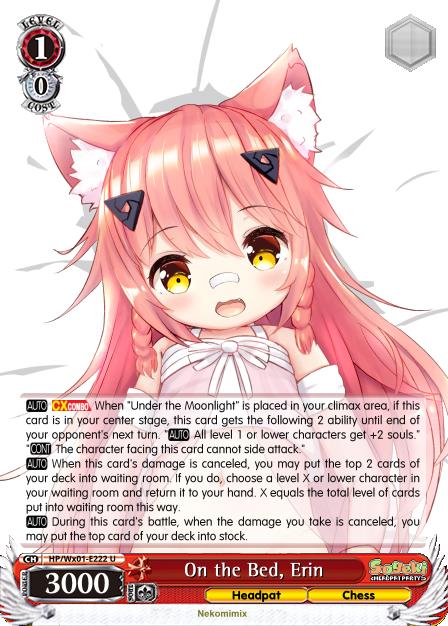 LEVEL
1
0
COST
AUTO CXCOMBO When "Under the Moonlight" is placed in your climax area, if this
card is in your center stage, this card gets the following 2 ability until end
of your opponent's next turn. "AUTO All level 1 or lower characters get +2 souls."
"CONT The character facing this card cannot side attack."
AUTO When this card's damage is canceled, you may put the top 2 cards
of your deck into waiting room. If you do, choose a level X or lower character in
your waiting room and return it to your hand. X equals the total level of cards
put into waiting room this way.
AUTO During this card's battle, when the damage you take is canceled,
you may put the top card of your deck into stock.
CH HP/Wx01-E222 U
POWER 3000 SOUL
On the Bed, Erin
Headpat Chess
HEADPAT PARTY
Nekomimix